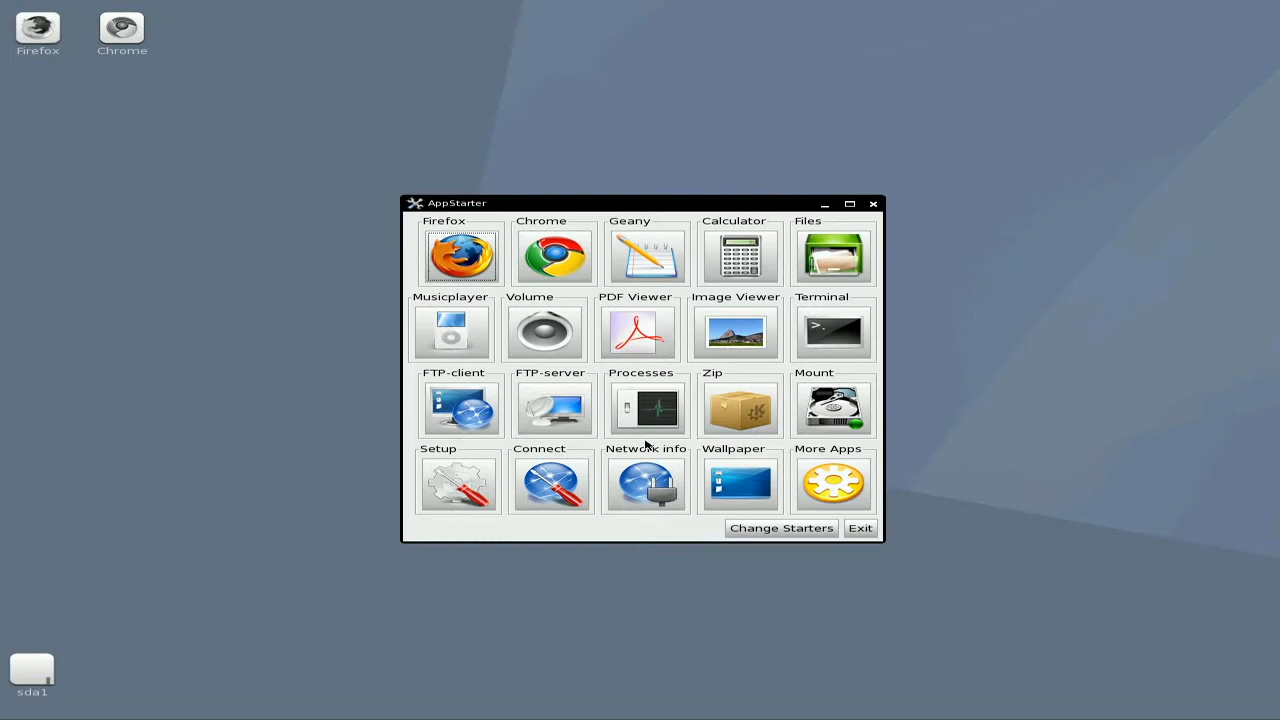 Firefox
Chrome
AppStarter
Firefox Chrome Geany Calculator Files
Musicplayer Volume PDF Viewer Image Viewer Terminal
>_
FTP-client FTP-server Processes Zip Mount
Setup Connect Network info Wallpaper More Apps
Change Starters Exit
sda1